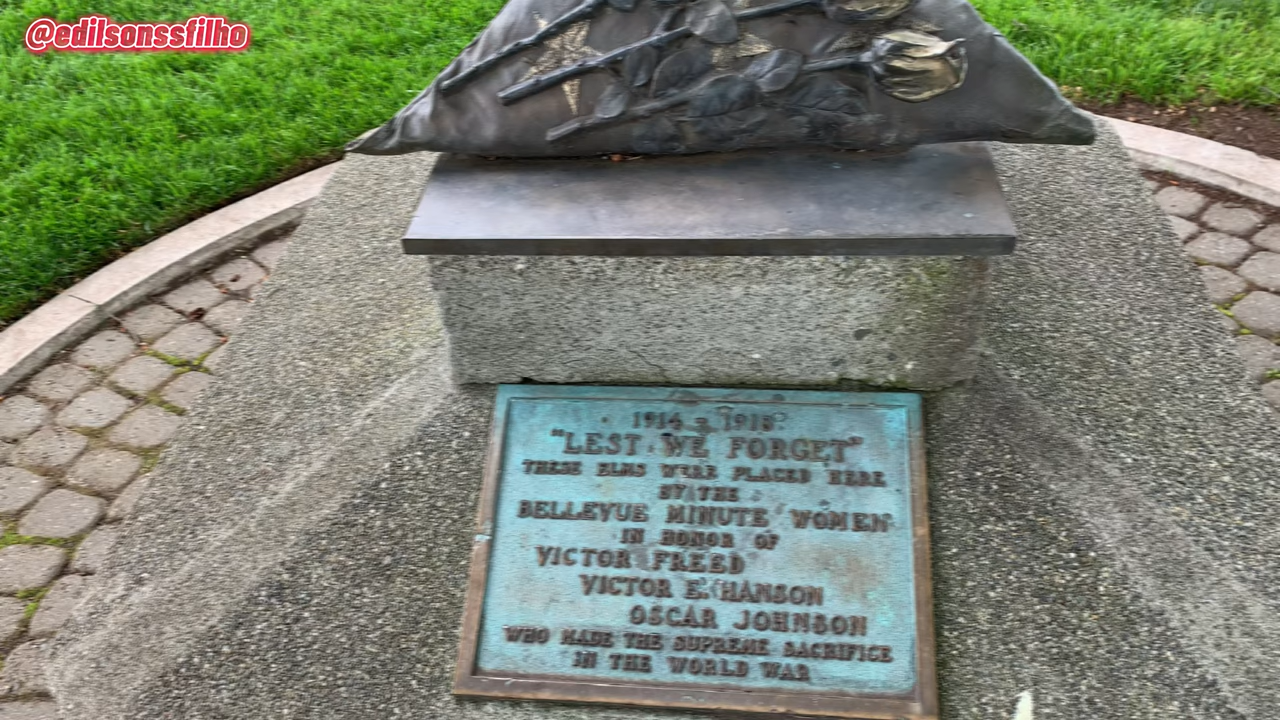 @edilsonssfilho
1914 - 1918
"LEST WE FORGET"
THESE ELMS WERE PLACED HERE
BY THE
BELLEVUE MINUTE WOMEN
IN HONOR OF
VICTOR FREED
VICTOR E. HANSON
OSCAR JOHNSON
WHO MADE THE SUPREME SACRIFICE
IN THE WORLD WAR